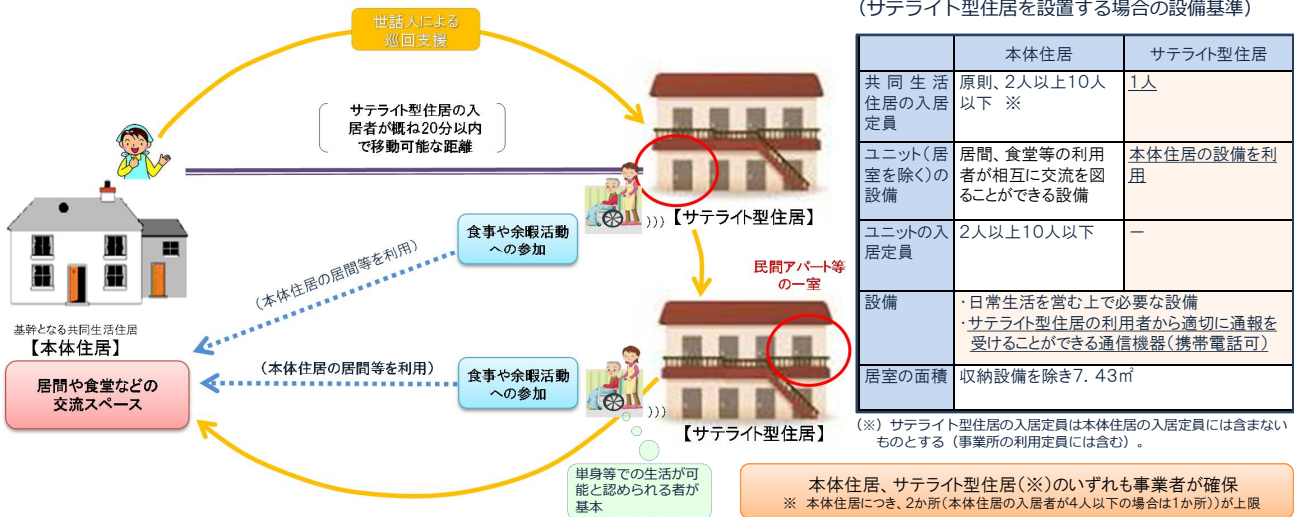 世話人による
巡回支援
サテライト型住居の入
居者が概ね20分以内
で移動可能な距離
【サテライト型住居】
食事や余暇活動
への参加
(本体住居の居間等を利用)
民間アパート等
の一室
基幹となる共同生活住居
【本体住居】
居間や食堂などの
交流スペース
(本体住居の居間等を利用)
食事や余暇活動
への参加
【サテライト型住居】
単身等での生活が可
能と認められる者が
基本
(サテライト型住居を設置する場合の設備基準)
本体住居
サテライト型住居
共同生活
住居の入居
定員
原則、2人以上10人
以下 ※
1人
ユニット(居
室を除く)の
設備
居間、食堂等の利用
者が相互に交流を図
ることができる設備
本体住居の設備を利
用
ユニットの入
居定員
2人以上10人以下
－
設備
・日常生活を営む上で必要な設備
・サテライト型住居の利用者から適切に通報を
受けることができる通信機器(携帯電話可)
居室の面積
収納設備を除き7．43㎡
(※) サテライト型住居の入居定員は本体住居の入居定員には含まない
ものとする(事業所の利用定員には含む)。
本体住居、サテライト型住居(※)のいずれも事業者が確保
※ 本体住居につき、2か所(本体住居の入居者が4人以下の場合は1か所))が上限